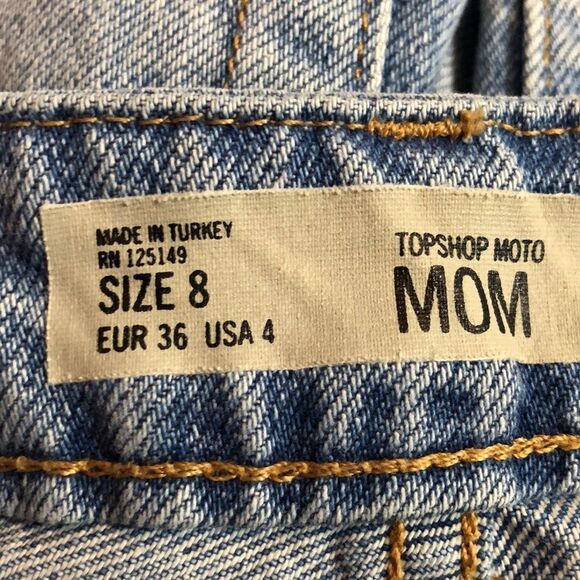 MADE IN TURKEY
RN 125149
SIZE 8
EUR 36 USA 4
TOPSHOP MOTO
MOM